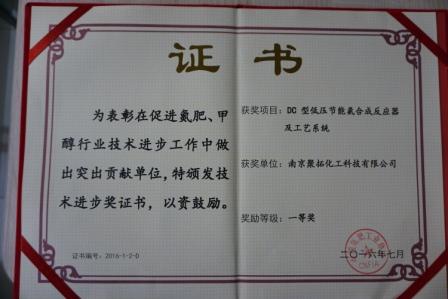 证书
为表彰在促进氮肥、甲
醇行业技术进步工作中做
出突出贡献单位，特颁发技
术进步奖证书，以资鼓励。
证书编号：2016-1-2-D
获奖项目：DC 型低压节能氨合成反应器
及工艺系统
获奖单位：南京聚拓化工科技有限公司
奖励等级：一等奖
二〇一六年七月
CNFIA